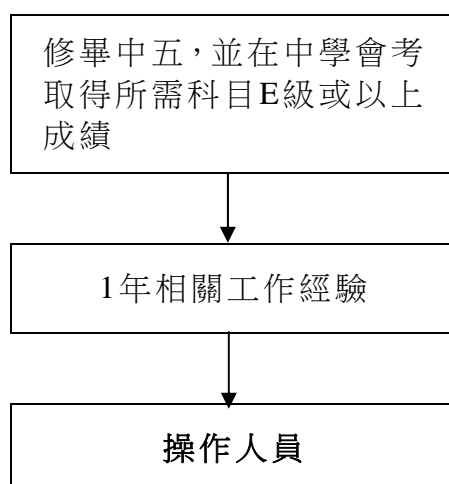 修畢中五，並在中學會考
取得所需科目E級或以上
成績
1年相關工作經驗
操作人員